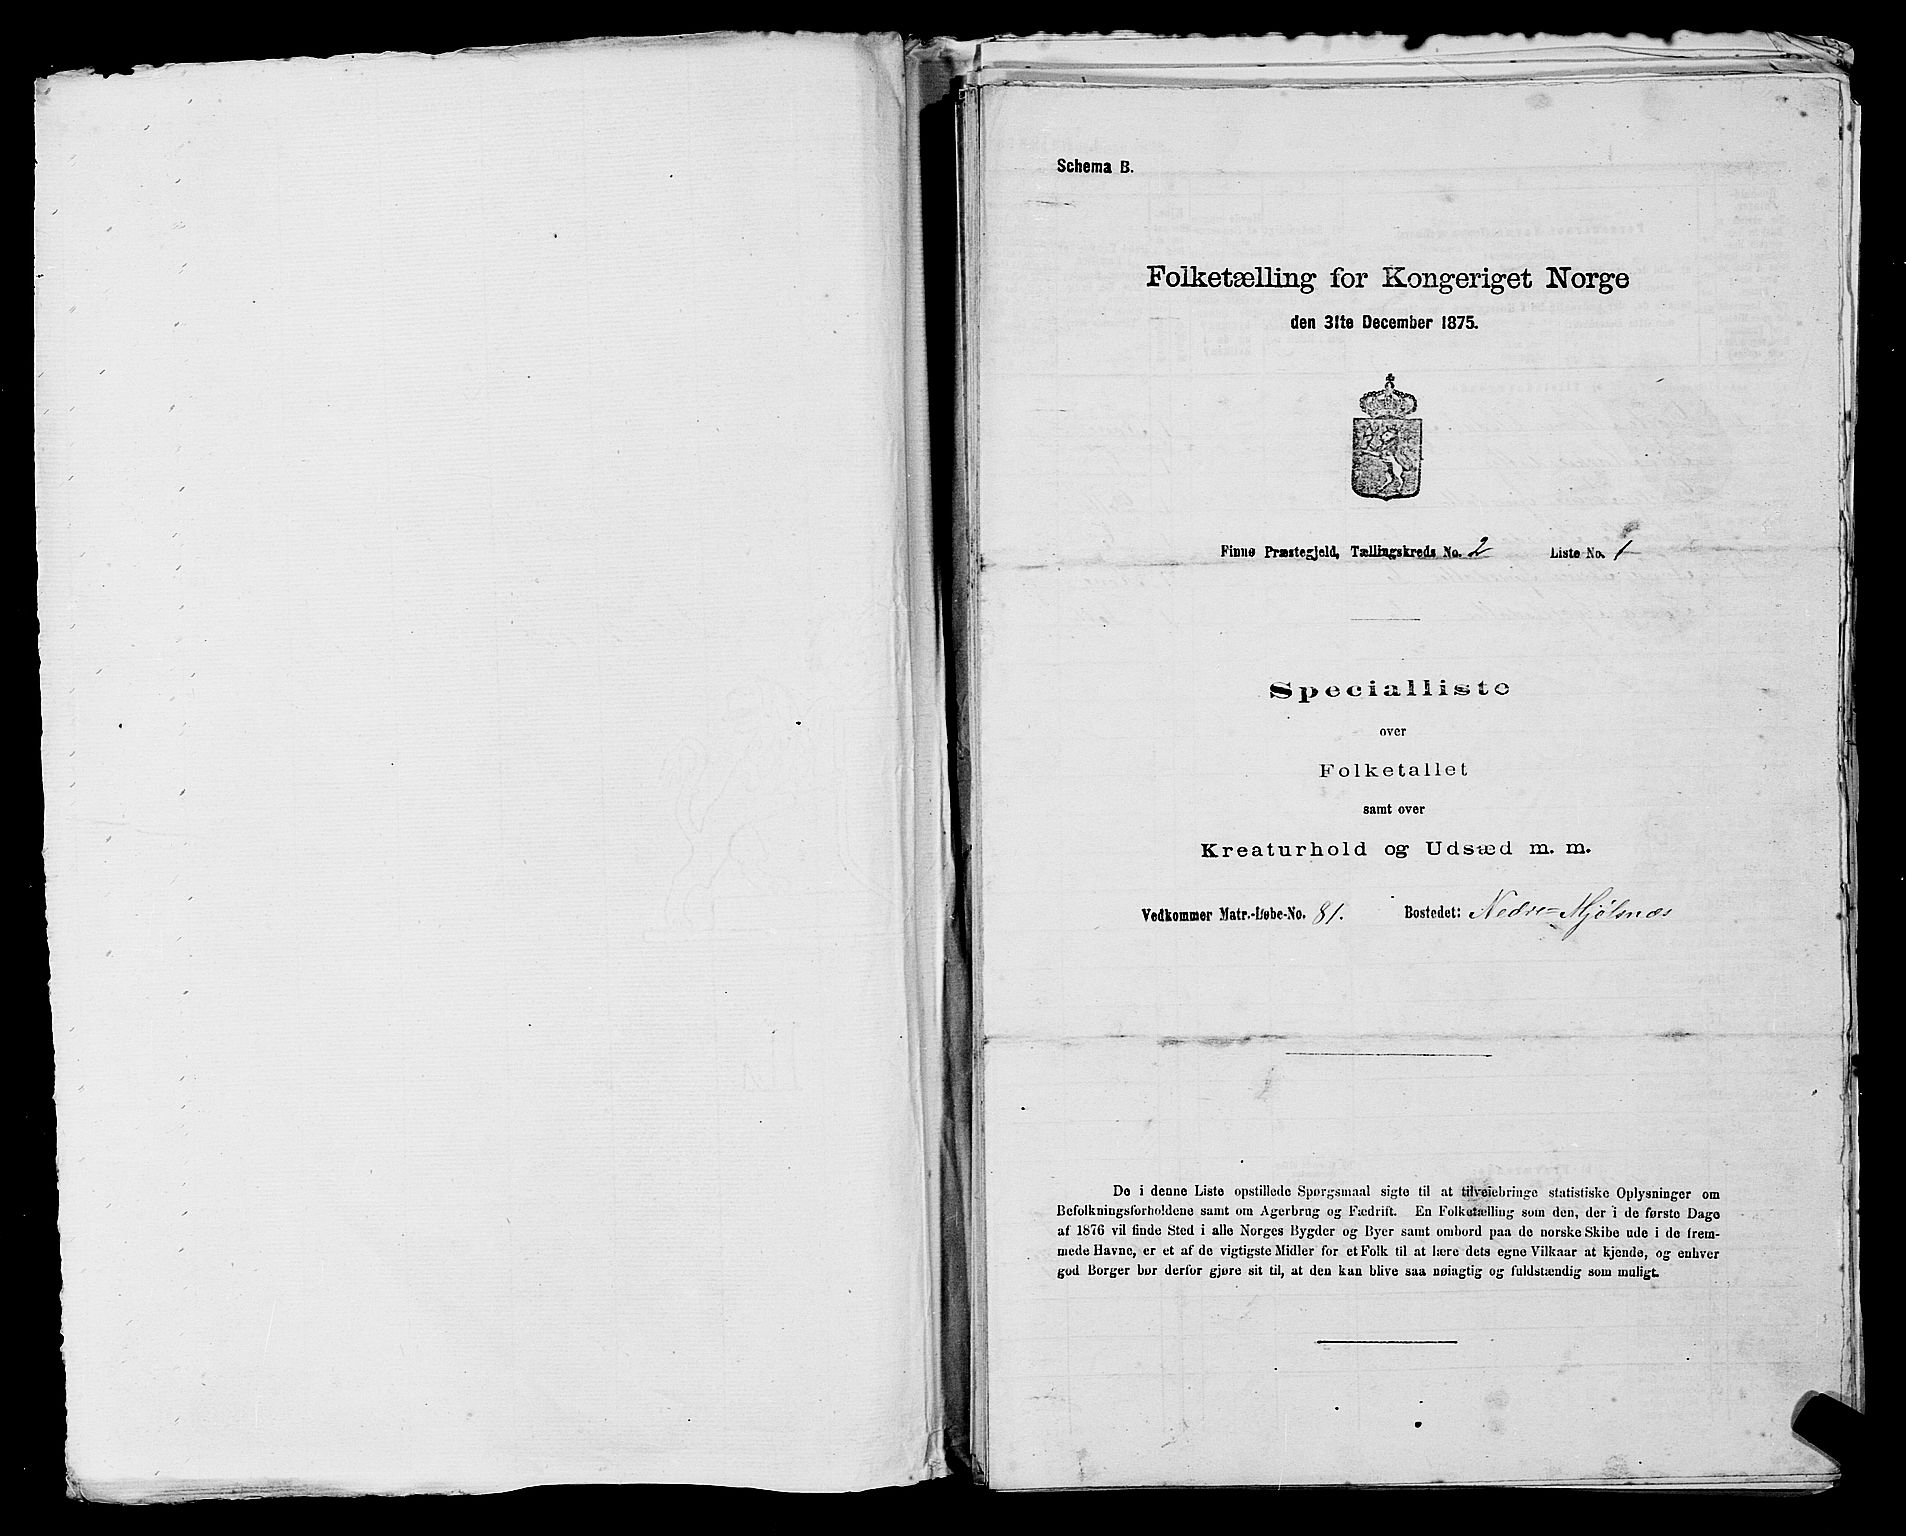 Schema B.
Folketælling for Kongeriget Norge
den 31te December 1875.
Finnø Præstegjeld, Tællingskreds No. 2 Liste No. 1
Specialliste
over
Folketallet
samt over
Kreaturhold og Udsæd m. m.
Vedkommer Matr.-Løbe-No. 81. Bostedet: Nedre=Mjølsnæs
De i denne Liste opstillede Spørgsmaal sigte til at tilveiebringe statistiske Oplysninger om
Befolkningsforholdene samt om Agerbrug og Fædrift. En Folketælling som den, der i de første Dage
af 1876 vil finde Sted i alle Norges Bygder og Byer samt ombord paa de norske Skibe ude i de frem-
mede Havne, er et af de vigtigste Midler for et Folk til at lære dets egne Vilkaar at kjende, og enhver
god Borger bør derfor gjøre sit til, at den kan blive saa nøiagtig og fuldstændig som muligt.